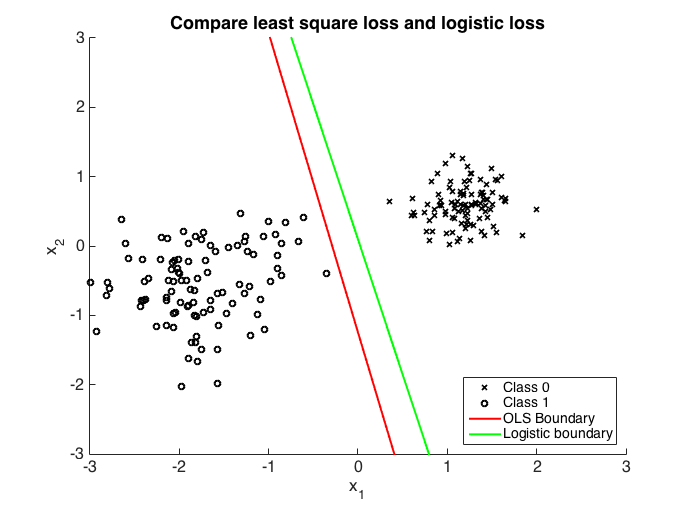 Compare least square loss and logistic loss
3
2
1
0
-1
-2
-3
x2
-3 -2 -1 0 1 2 3
x1
Class 0
Class 1
OLS Boundary
Logistic boundary